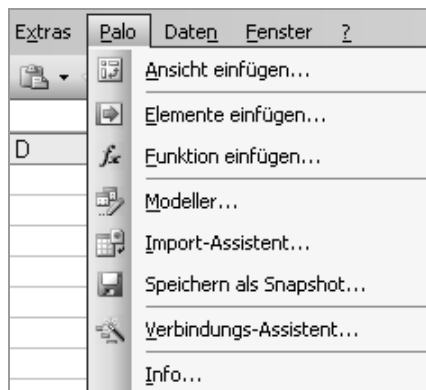 Extras Palo Daten Fenster ?
Ansicht einfügen...
Elemente einfügen...
D
Funktion einfügen...
Modeller...
Import-Assistent...
Speichern als Snapshot...
Verbindungs-Assistent...
Info...